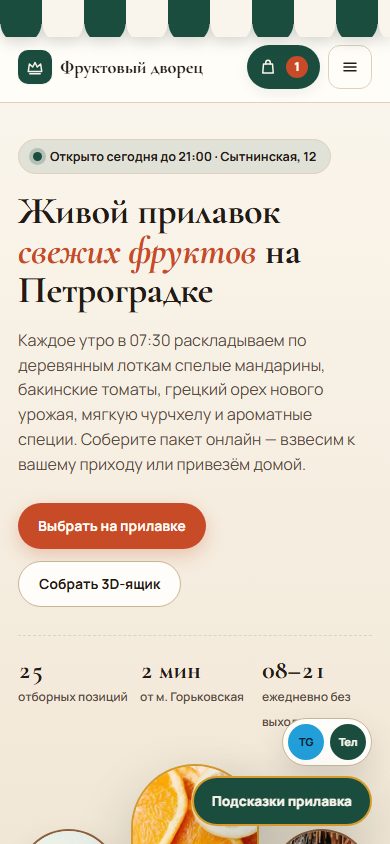 Фруктовый дворец
1
Открыто сегодня до 21:00 · Сытнинская, 12
Живой прилавок
свежих фруктов на
Петроградке
Каждое утро в 07:30 раскладываем по
деревянным лоткам спелые мандарины,
бакинские томаты, грецкий орех нового
урожая, мягкую чурчхелу и ароматные
специи. Соберите пакет онлайн — взвесим к
вашему приходу или привезём домой.
Выбрать на прилавке
Собрать 3D-ящик
25
отборных позиций
2 мин
от м. Горьковская
08–21
ежедневно без
TG
Тел
Подсказки прилавка